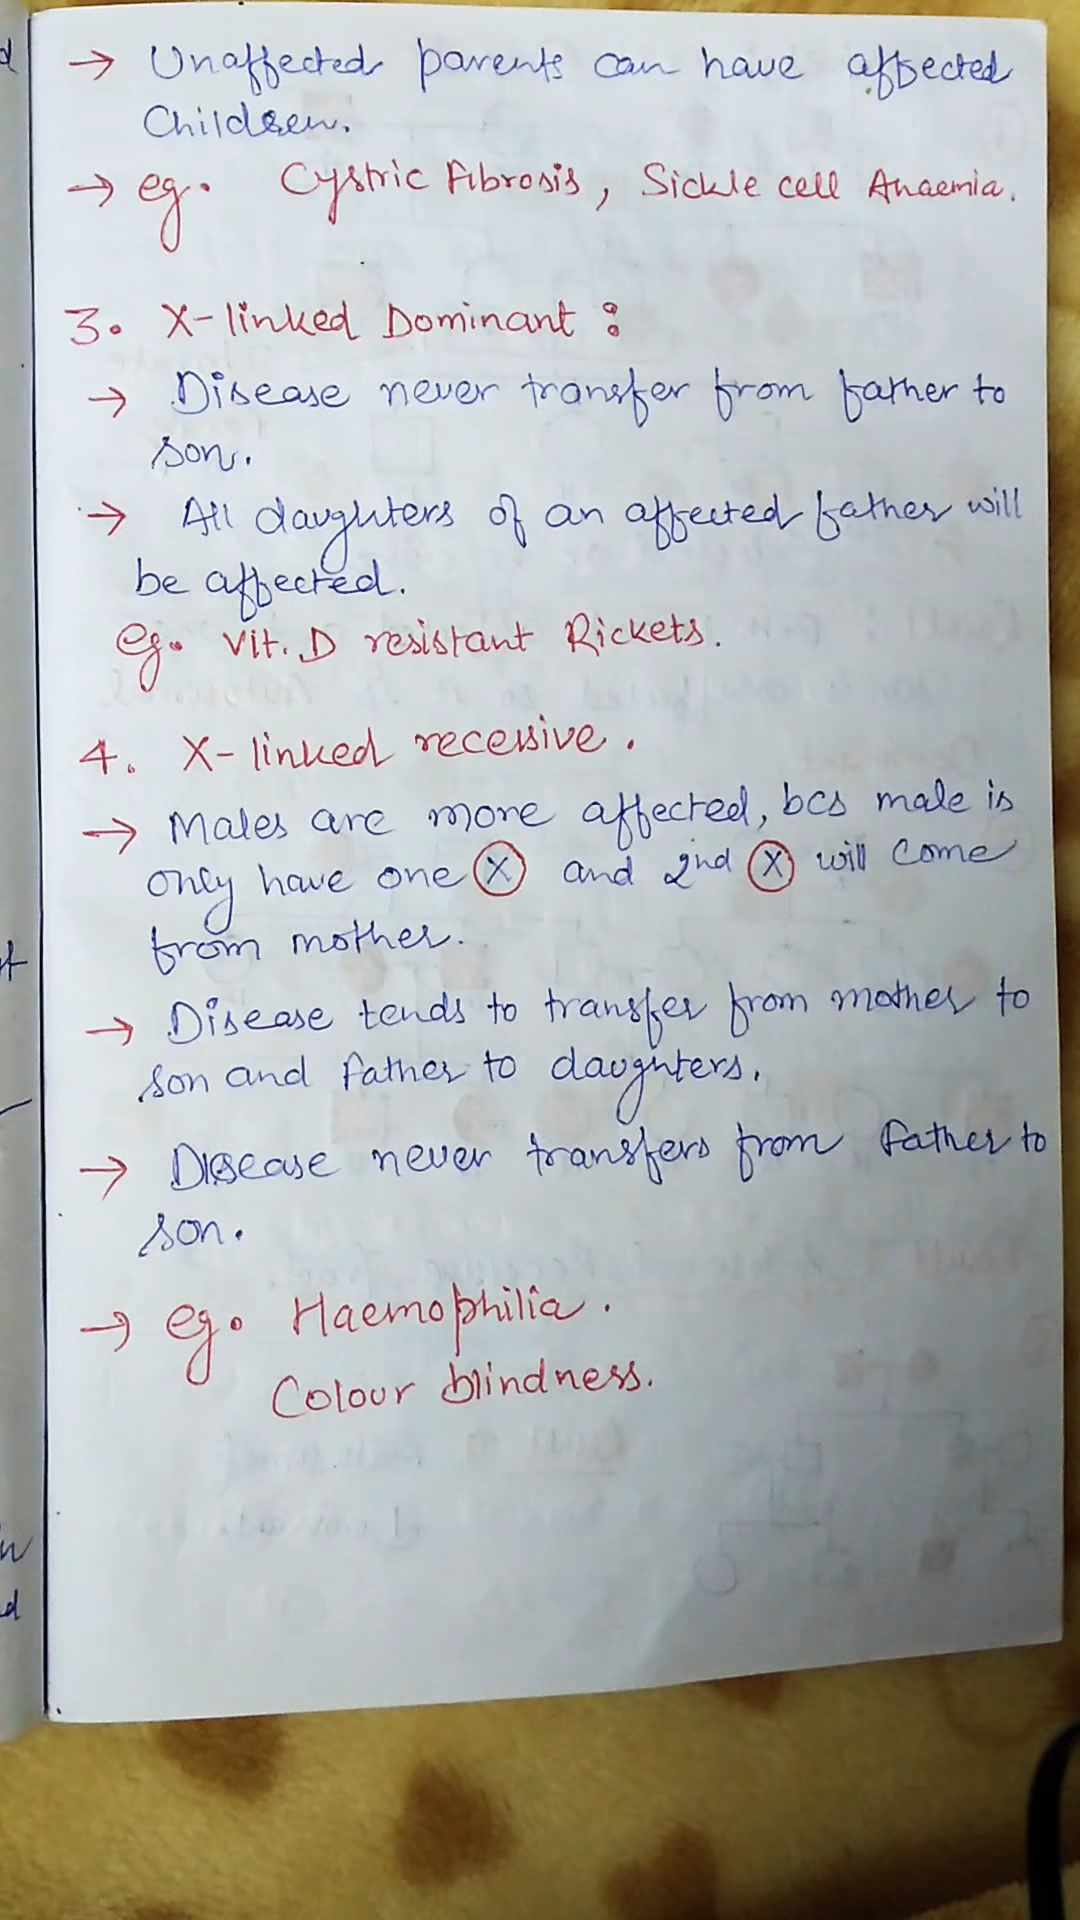 → Unaffected parents can have affected
Children.
→ eg. Cystric Fibrosis, Sickle cell Anaemia.
3. X-linked Dominant :
→ Disease never transfer from father to
son.
→ All daughters of an affected father will
be affected.
eg. Vit. D resistant Rickets.
4. X-linked recessive.
→ Males are more affected, bcs male is
only have one X and 2nd X will come
from mother.
→ Disease tends to transfer from mother to
son and Father to daughters.
→ Disease never transfers from Father to
son.
→ eg. Haemophilia.
Colour blindness.